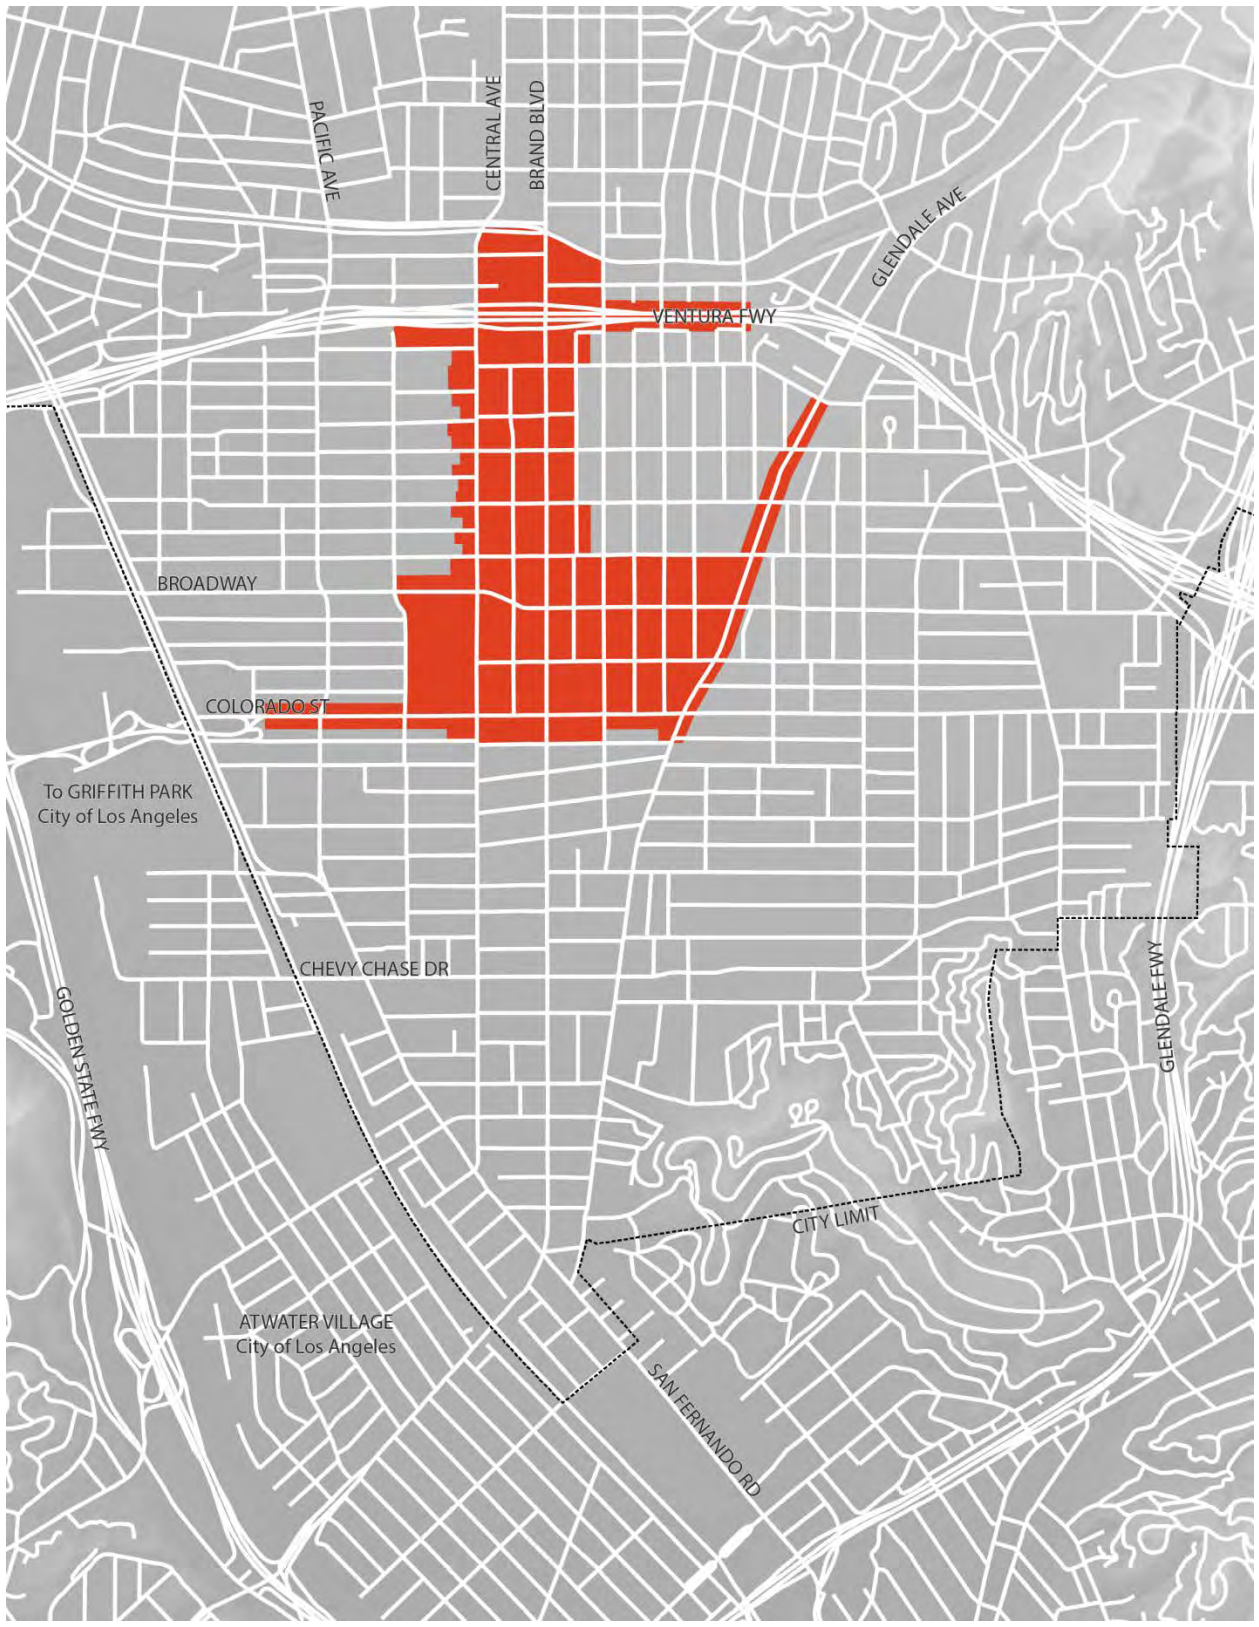 PACIFIC AVE
CENTRAL AVE
BRAND BLVD
GLENDALE AVE
VENTURA FWY
BROADWAY
COLORADO ST
To GRIFFITH PARK
City of Los Angeles
CHEVY CHASE DR
GLENDALE FWY
GOLDEN STATE FWY
CITY LIMIT
ATWATER VILLAGE
City of Los Angeles
SAN FERNANDO RD